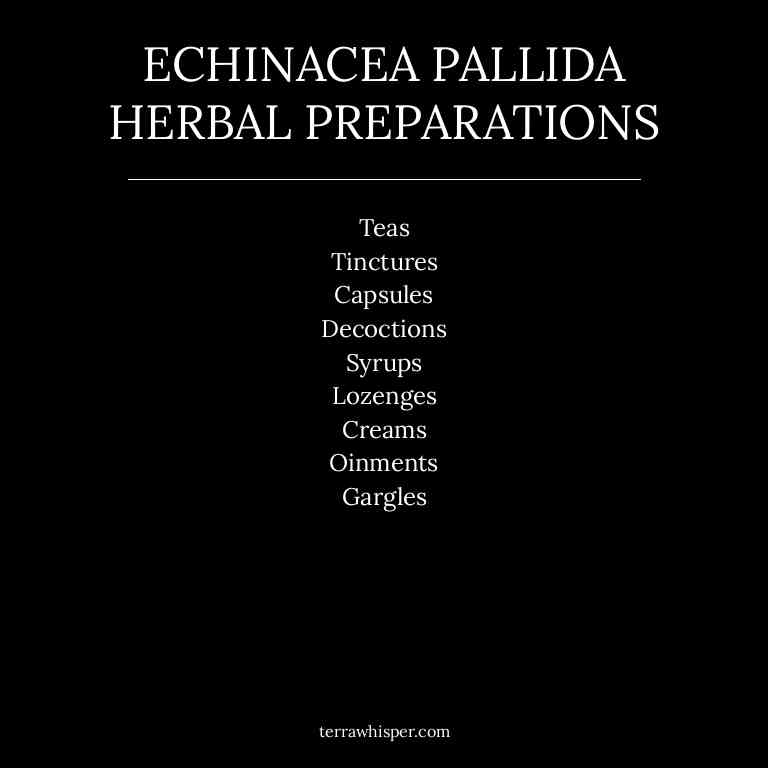 ECHINACEA PALLIDA
HERBAL PREPARATIONS
Teas
Tinctures
Capsules
Decoctions
Syrups
Lozenges
Creams
Oinments
Gargles
terrawhisper.com